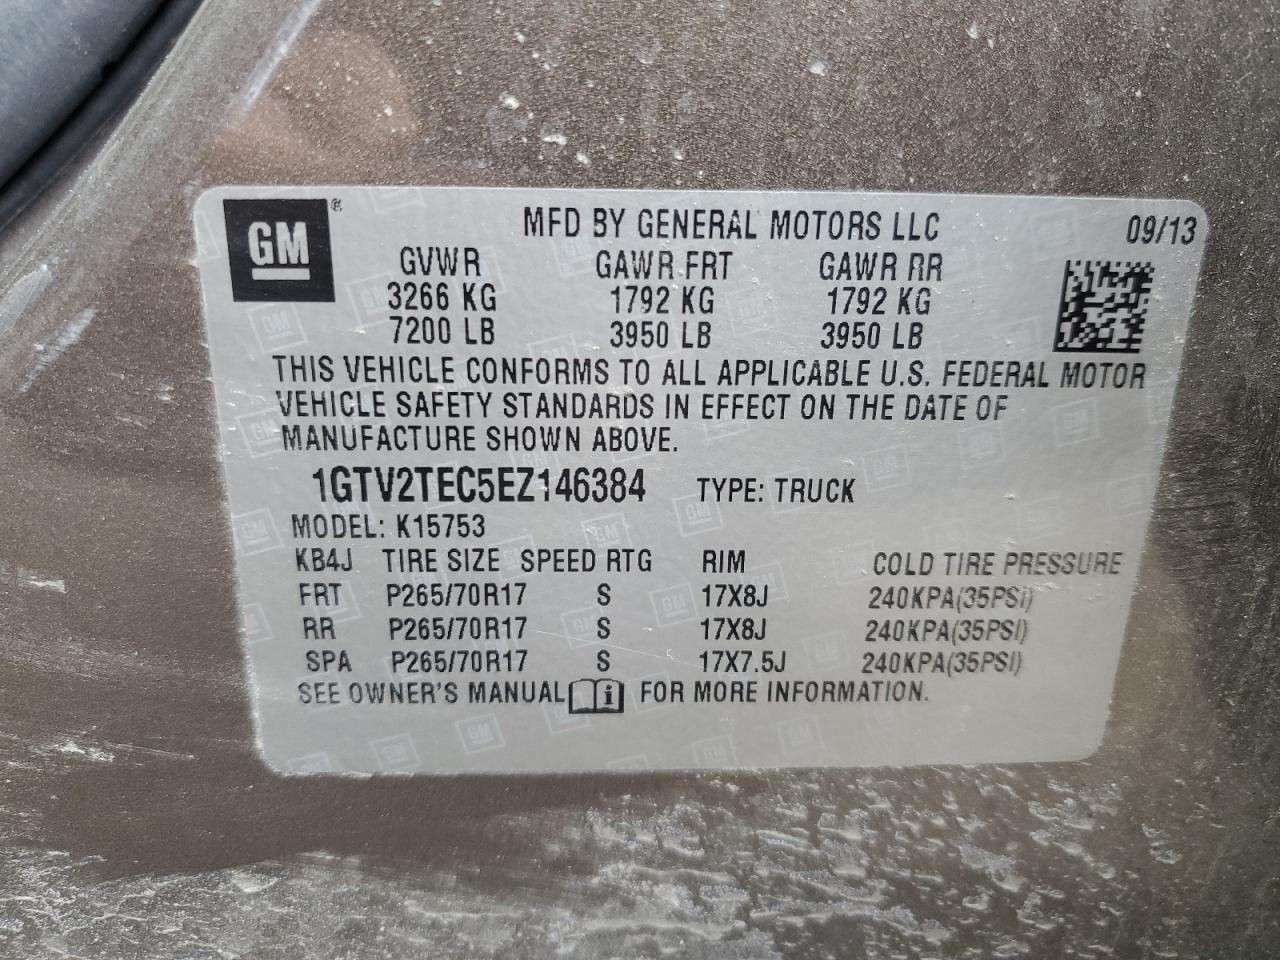 GM ®
MFD BY GENERAL MOTORS LLC 09/13
GVWR GAWR FRT GAWR RR
3266 KG 1792 KG 1792 KG
7200 LB 3950 LB 3950 LB
THIS VEHICLE CONFORMS TO ALL APPLICABLE U.S. FEDERAL MOTOR
VEHICLE SAFETY STANDARDS IN EFFECT ON THE DATE OF
MANUFACTURE SHOWN ABOVE.
1GTV2TEC5EZ146384 TYPE: TRUCK
MODEL: K15753
KB4J TIRE SIZE SPEED RTG RIM COLD TIRE PRESSURE
FRT P265/70R17 S 17X8J 240KPA(35PSI)
RR P265/70R17 S 17X8J 240KPA(35PSI)
SPA P265/70R17 S 17X7.5J 240KPA(35PSI)
SEE OWNER'S MANUAL i FOR MORE INFORMATION.